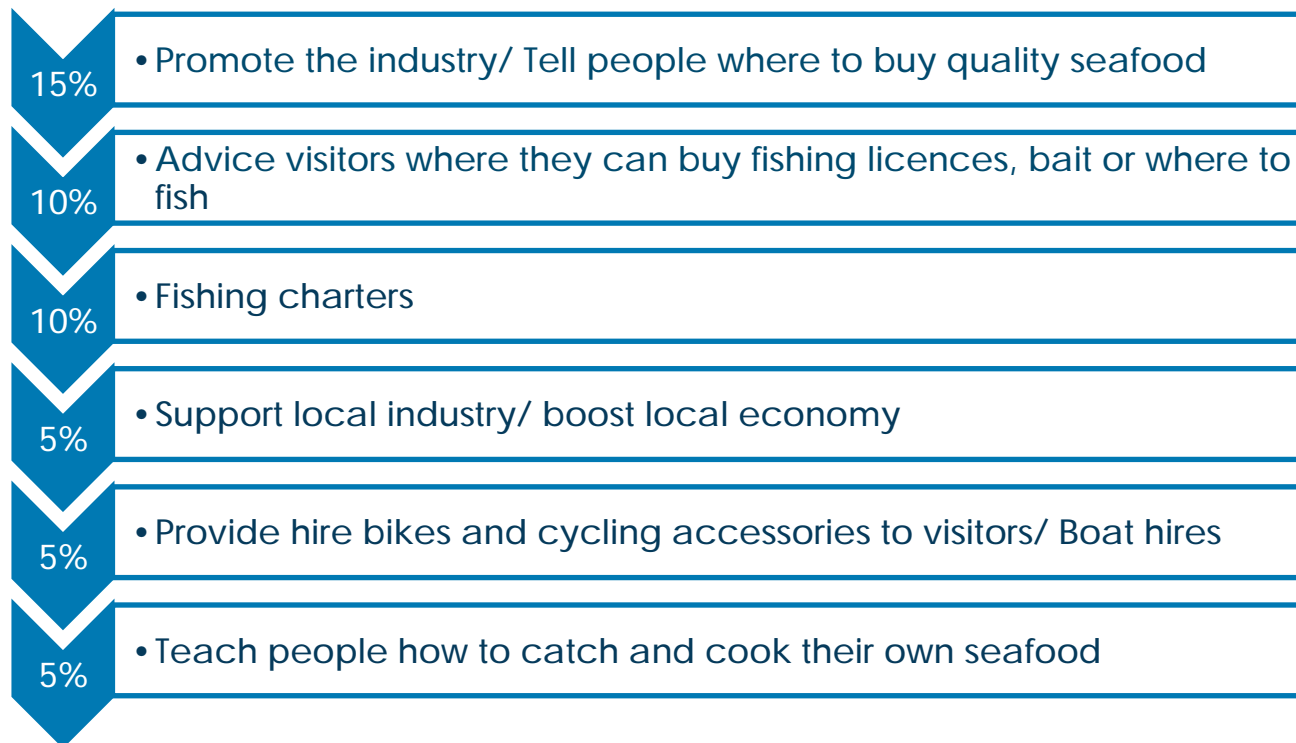 15%
• Promote the industry/ Tell people where to buy quality seafood
10%
• Advice visitors where they can buy fishing licences, bait or where to
fish
10%
• Fishing charters
5%
• Support local industry/ boost local economy
5%
• Provide hire bikes and cycling accessories to visitors/ Boat hires
5%
• Teach people how to catch and cook their own seafood